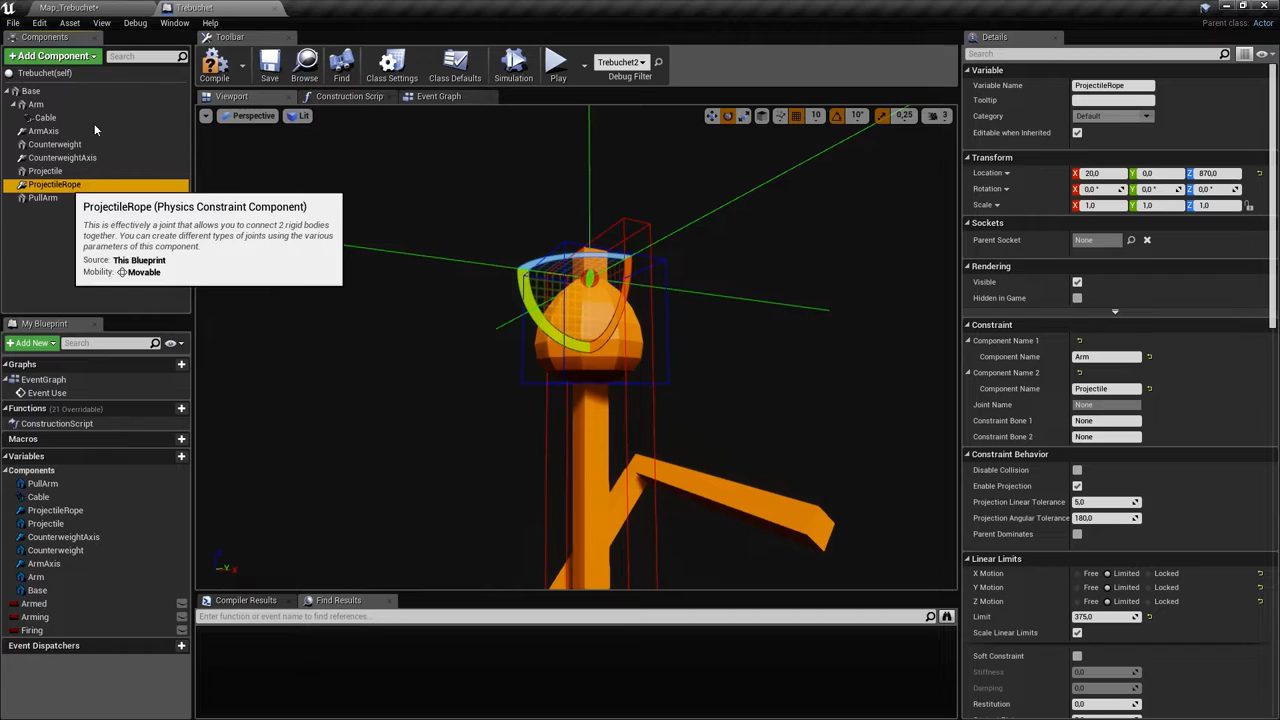 Map_Trebuchet*
Trebuchet
File Edit Asset View Debug Window Help
Parent class: Actor
Components
+ Add Component
Search
Trebuchet(self)
Base
Arm
Cable
ArmAxis
Counterweight
CounterweightAxis
Projectile
ProjectileRope
PullArm
ProjectileRope (Physics Constraint Component)
This is effectively a joint that allows you to connect 2 rigid bodies
together. You can create different types of joints using the various
parameters of this component.
Source: This Blueprint
Mobility: Movable
My Blueprint
+ Add New
Search
Graphs
EventGraph
Event Use
Functions (21 Overridable)
ConstructionScript
Macros
Variables
Components
PullArm
Cable
ProjectileRope
Projectile
CounterweightAxis
Counterweight
ArmAxis
Arm
Base
Armed
Arming
Firing
Event Dispatchers
Toolbar
Compile Save Browse Find Class Settings Class Defaults Simulation Play
Trebuchet2
Debug Filter
Viewport Construction Scrip Event Graph
Perspective Lit
10 10° 0,25 3
Compiler Results Find Results
Enter function or event name to find references...
Details
Search
Variable
Variable Name ProjectileRope
Tooltip
Category Default
Editable when Inherited
Transform
Location X 20,0 Y 0,0 Z 870,0
Rotation X 0,0 ° Y 0,0 ° Z 0,0 °
Scale X 1,0 Y 1,0 Z 1,0
Sockets
Parent Socket None
Rendering
Visible
Hidden in Game
Constraint
Component Name 1
Component Name Arm
Component Name 2
Component Name Projectile
Joint Name None
Constraint Bone 1 None
Constraint Bone 2 None
Constraint Behavior
Disable Collision
Enable Projection
Projection Linear Tolerance 5,0
Projection Angular Tolerance 180,0
Parent Dominates
Linear Limits
X Motion Free Limited Locked
Y Motion Free Limited Locked
Z Motion Free Limited Locked
Limit 375,0
Scale Linear Limits
Soft Constraint
Stiffness 0,0
Damping 0,0
Restitution 0,0